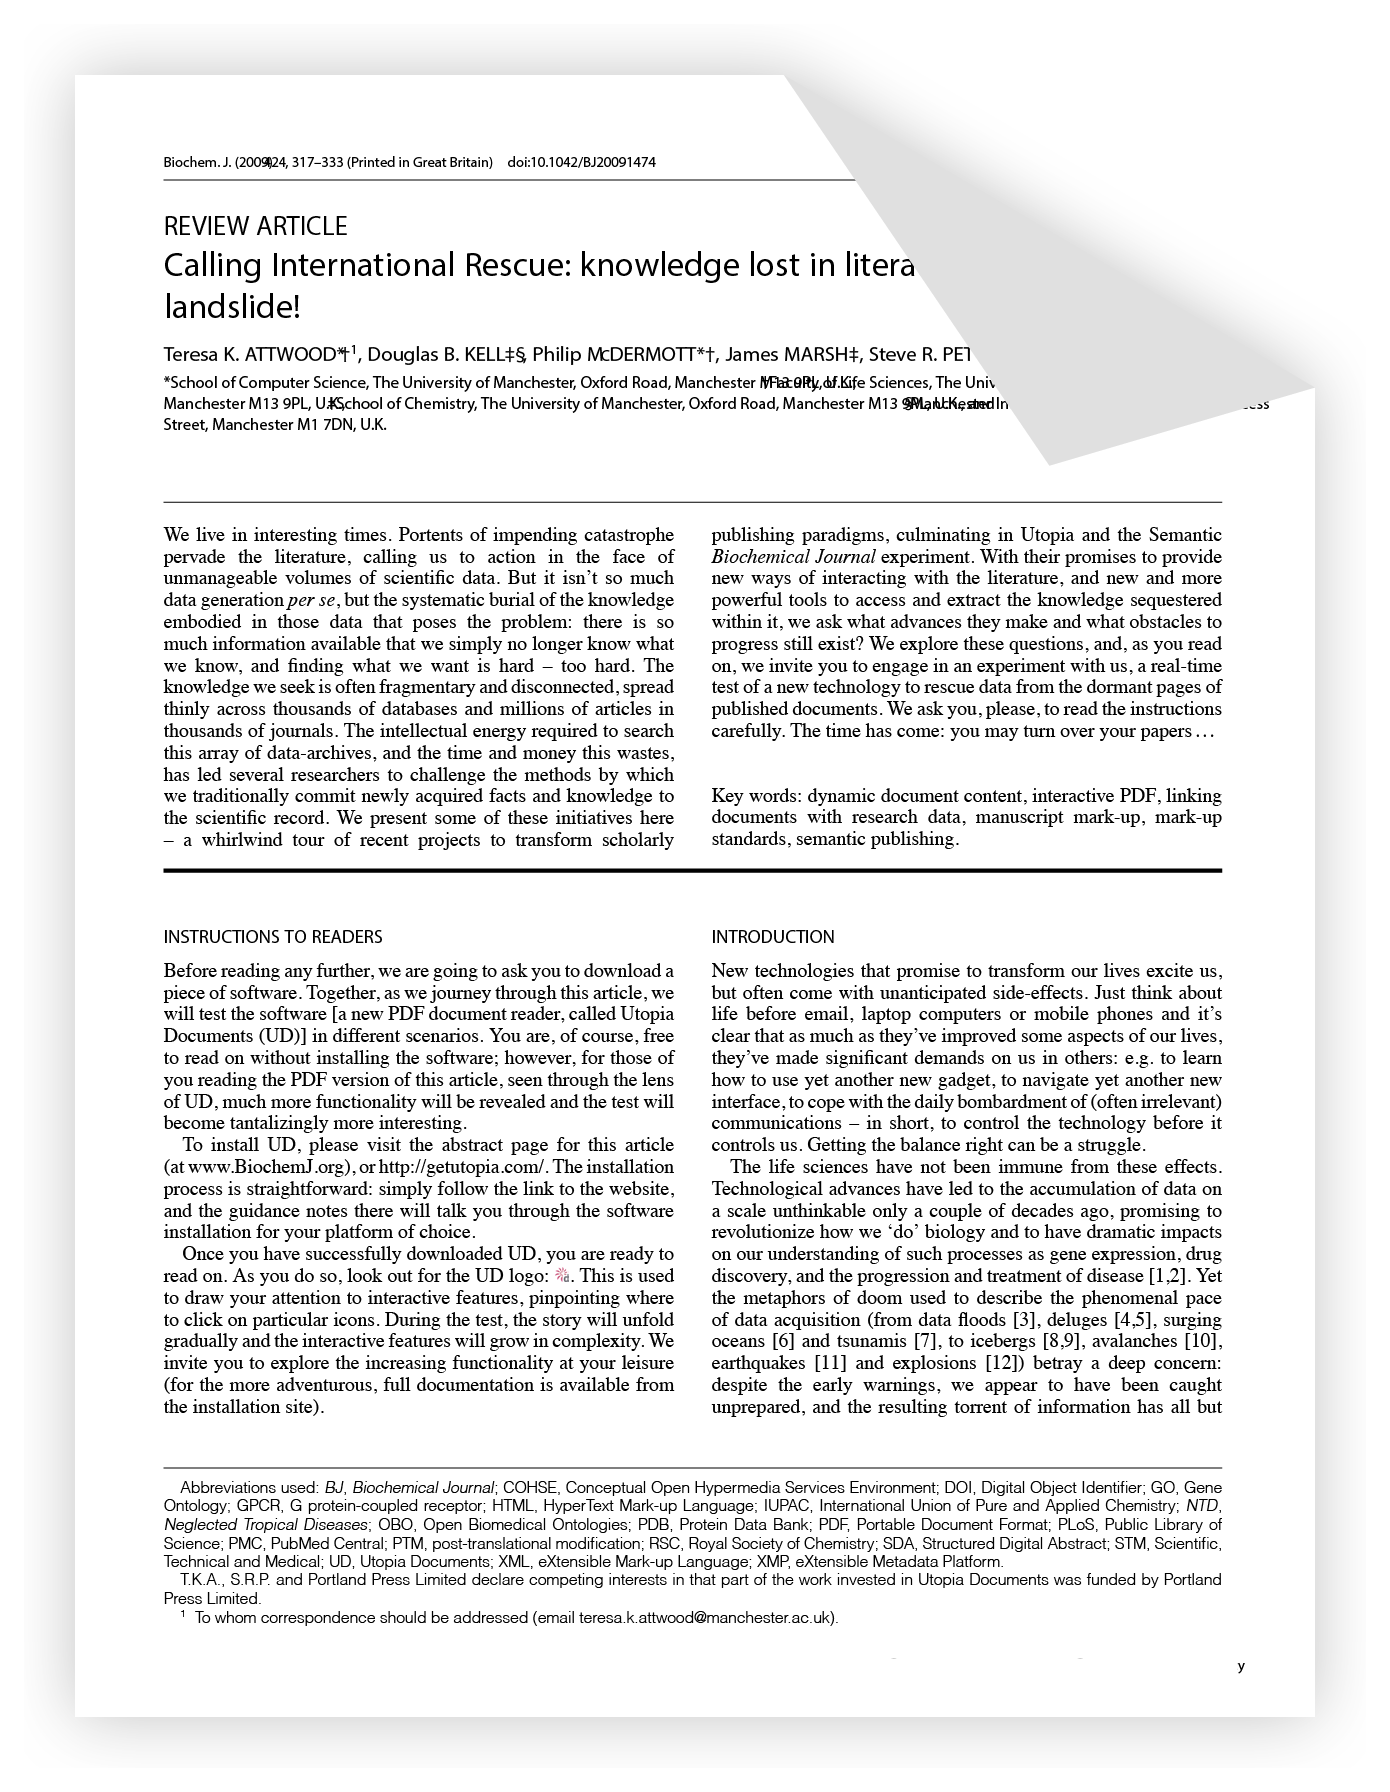 Biochem. J. (2009) 424, 317–333 (Printed in Great Britain) doi:10.1042/BJ20091474
REVIEW ARTICLE
Calling International Rescue: knowledge lost in litera
landslide!
Teresa K. ATTWOOD*†¹, Douglas B. KELL‡§, Philip McDERMOTT*†, James MARSH‡, Steve R. PET
*School of Computer Science, The University of Manchester, Oxford Road, Manchester M13 9PL, U.K., †Faculty of Life Sciences, The Univ
Manchester M13 9PL, U.K., ‡School of Chemistry, The University of Manchester, Oxford Road, Manchester M13 9PL, U.K., and §Manchester In
Street, Manchester M1 7DN, U.K.
We live in interesting times. Portents of impending catastrophe
pervade the literature, calling us to action in the face of
unmanageable volumes of scientific data. But it isn't so much
data generation per se, but the systematic burial of the knowledge
embodied in those data that poses the problem: there is so
much information available that we simply no longer know what
we know, and finding what we want is hard – too hard. The
knowledge we seek is often fragmentary and disconnected, spread
thinly across thousands of databases and millions of articles in
thousands of journals. The intellectual energy required to search
this array of data-archives, and the time and money this wastes,
has led several researchers to challenge the methods by which
we traditionally commit newly acquired facts and knowledge to
the scientific record. We present some of these initiatives here
– a whirlwind tour of recent projects to transform scholarly
publishing paradigms, culminating in Utopia and the Semantic
Biochemical Journal experiment. With their promises to provide
new ways of interacting with the literature, and new and more
powerful tools to access and extract the knowledge sequestered
within it, we ask what advances they make and what obstacles to
progress still exist? We explore these questions, and, as you read
on, we invite you to engage in an experiment with us, a real-time
test of a new technology to rescue data from the dormant pages of
published documents. We ask you, please, to read the instructions
carefully. The time has come: you may turn over your papers ...
Key words: dynamic document content, interactive PDF, linking
documents with research data, manuscript mark-up, mark-up
standards, semantic publishing.
INSTRUCTIONS TO READERS
Before reading any further, we are going to ask you to download a
piece of software. Together, as we journey through this article, we
will test the software [a new PDF document reader, called Utopia
Documents (UD)] in different scenarios. You are, of course, free
to read on without installing the software; however, for those of
you reading the PDF version of this article, seen through the lens
of UD, much more functionality will be revealed and the test will
become tantalizingly more interesting.
To install UD, please visit the abstract page for this article
(at www.BiochemJ.org), or http://getutopia.com/. The installation
process is straightforward: simply follow the link to the website,
and the guidance notes there will talk you through the software
installation for your platform of choice.
Once you have successfully downloaded UD, you are ready to
read on. As you do so, look out for the UD logo: . This is used
to draw your attention to interactive features, pinpointing where
to click on particular icons. During the test, the story will unfold
gradually and the interactive features will grow in complexity. We
invite you to explore the increasing functionality at your leisure
(for the more adventurous, full documentation is available from
the installation site).
INTRODUCTION
New technologies that promise to transform our lives excite us,
but often come with unanticipated side-effects. Just think about
life before email, laptop computers or mobile phones and it's
clear that as much as they've improved some aspects of our lives,
they've made significant demands on us in others: e.g. to learn
how to use yet another new gadget, to navigate yet another new
interface, to cope with the daily bombardment of (often irrelevant)
communications – in short, to control the technology before it
controls us. Getting the balance right can be a struggle.
The life sciences have not been immune from these effects.
Technological advances have led to the accumulation of data on
a scale unthinkable only a couple of decades ago, promising to
revolutionize how we 'do' biology and to have dramatic impacts
on our understanding of such processes as gene expression, drug
discovery, and the progression and treatment of disease [1,2]. Yet
the metaphors of doom used to describe the phenomenal pace
of data acquisition (from data floods [3], deluges [4,5], surging
oceans [6] and tsunamis [7], to icebergs [8,9], avalanches [10],
earthquakes [11] and explosions [12]) betray a deep concern:
despite the early warnings, we appear to have been caught
unprepared, and the resulting torrent of information has all but
Abbreviations used: BJ, Biochemical Journal; COHSE, Conceptual Open Hypermedia Services Environment; DOI, Digital Object Identifier; GO, Gene
Ontology; GPCR, G protein-coupled receptor; HTML, HyperText Mark-up Language; IUPAC, International Union of Pure and Applied Chemistry; NTD,
Neglected Tropical Diseases; OBO, Open Biomedical Ontologies; PDB, Protein Data Bank; PDF, Portable Document Format; PLoS, Public Library of
Science; PMC, PubMed Central; PTM, post-translational modification; RSC, Royal Society of Chemistry; SDA, Structured Digital Abstract; STM, Scientific,
Technical and Medical; UD, Utopia Documents; XML, eXtensible Mark-up Language; XMP, eXtensible Metadata Platform.
T.K.A., S.R.P. and Portland Press Limited declare competing interests in that part of the work invested in Utopia Documents was funded by Portland
Press Limited.
¹ To whom correspondence should be addressed (email teresa.k.attwood@manchester.ac.uk).
y